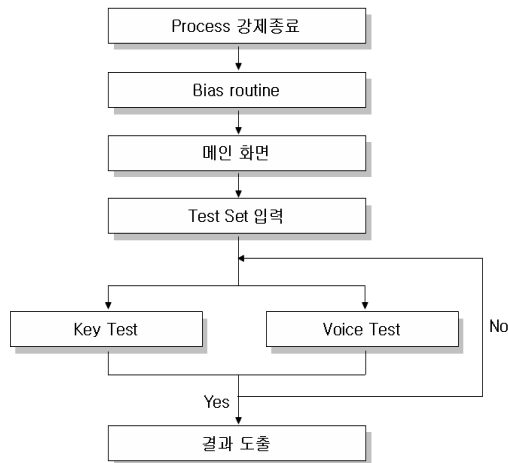 Process 강제종료
Bias routine
메인 화면
Test Set 입력
Key Test
Voice Test
No
Yes
결과 도출